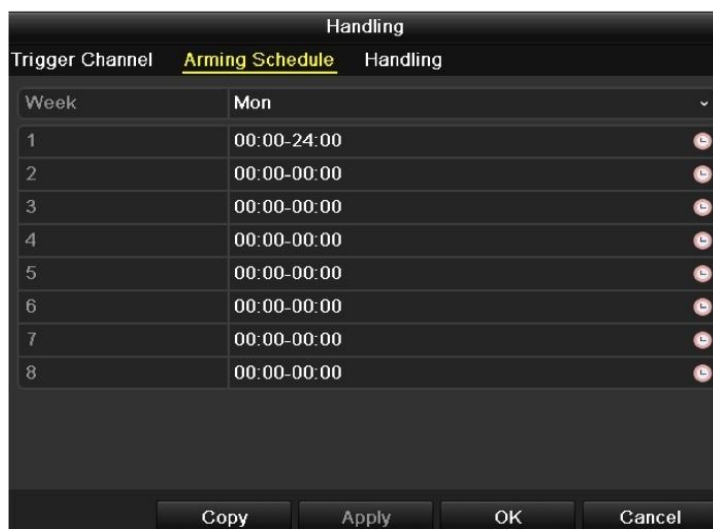 Handling
Trigger Channel Arming Schedule Handling
Week Mon
1 00:00-24:00
2 00:00-00:00
3 00:00-00:00
4 00:00-00:00
5 00:00-00:00
6 00:00-00:00
7 00:00-00:00
8 00:00-00:00
Copy Apply OK Cancel